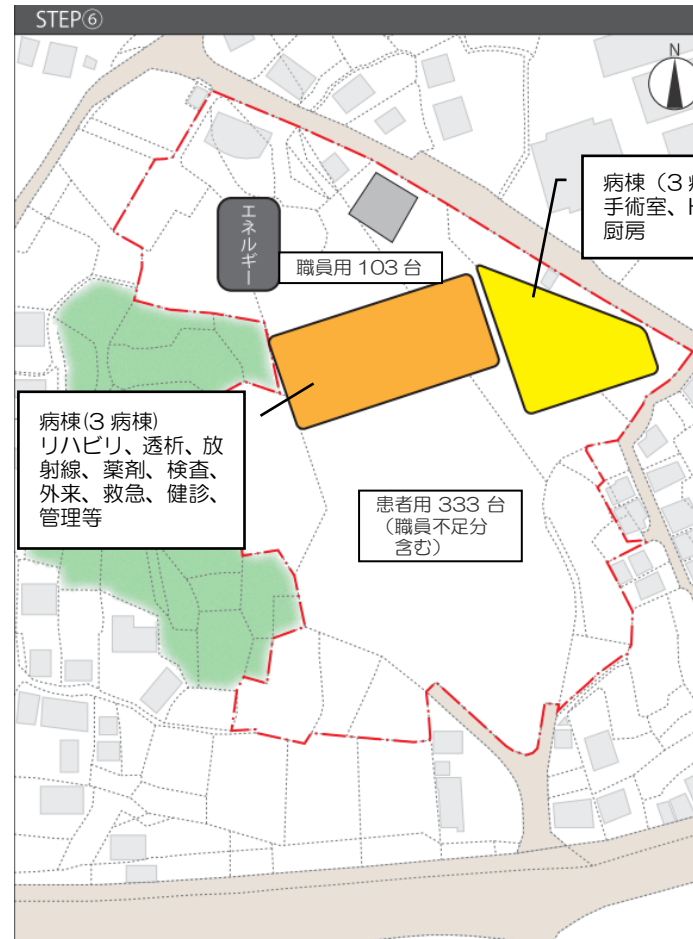 STEP⑥
N
病棟（3
手術室、
厨房
エネルギー
職員用 103 台
病棟(3 病棟)
リハビリ、透析、放
射線、薬剤、検査、
外来、救急、健診、
管理等
患者用 333 台
（職員不足分
含む）